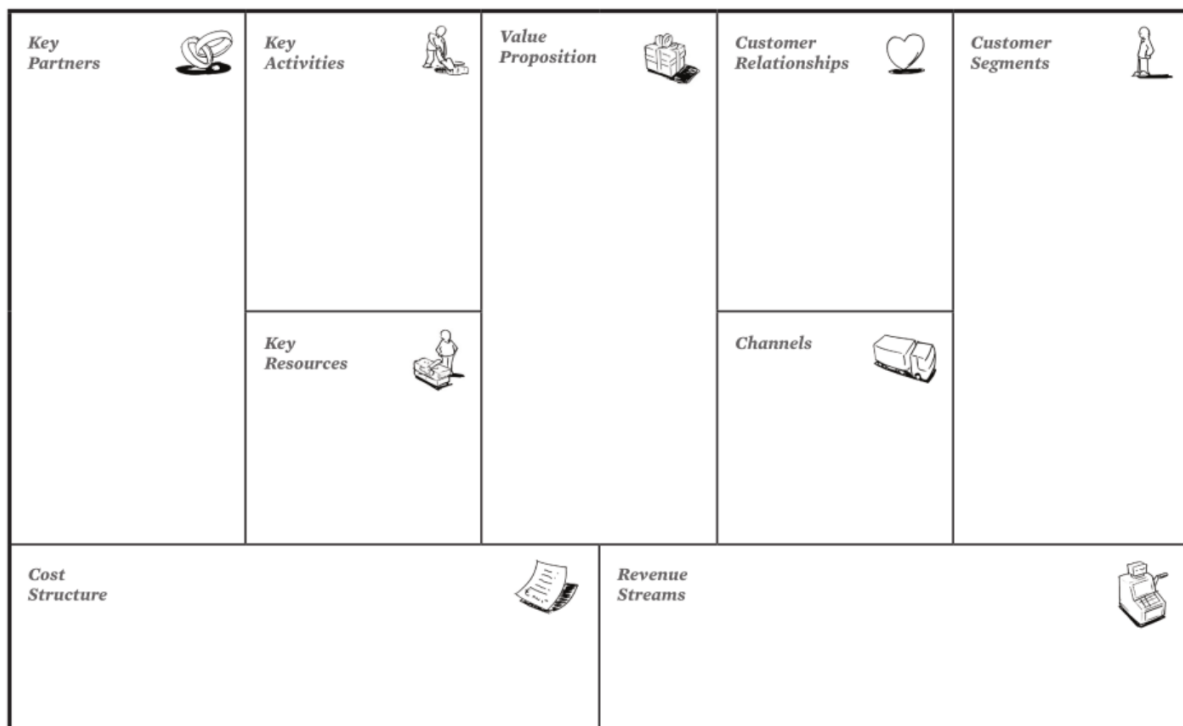 Key
Partners
Key
Activities
Value
Proposition
Customer
Relationships
Customer
Segments
Key
Resources
Channels
Cost
Structure
Revenue
Streams